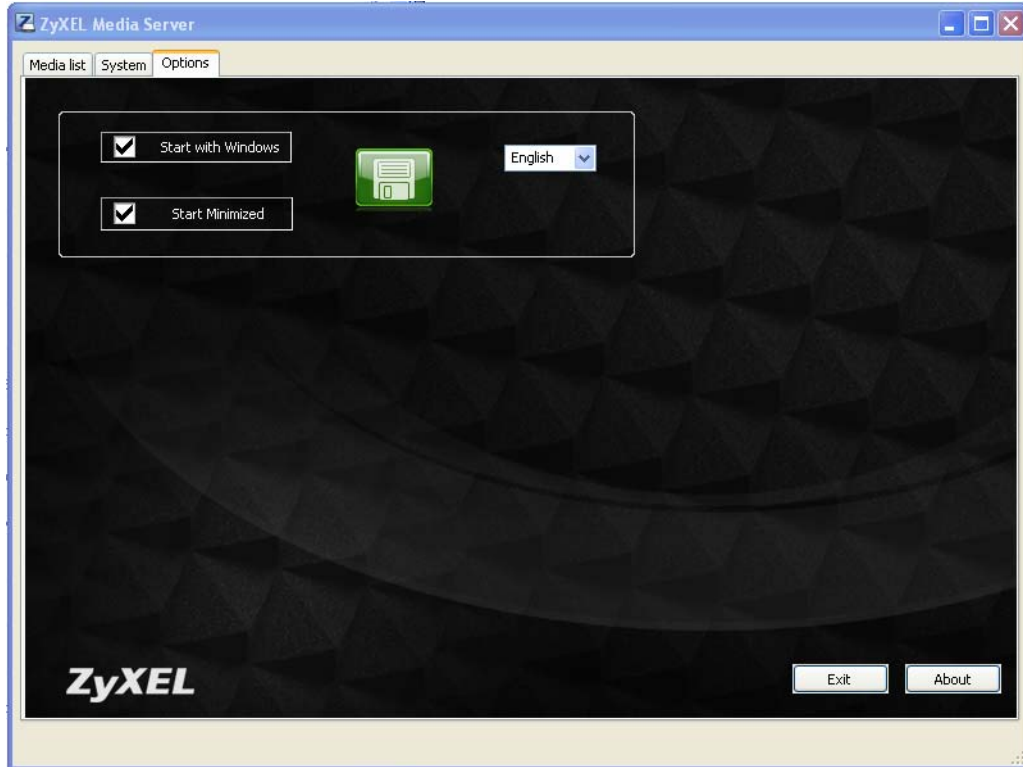 ZyXEL Media Server
Media list System Options
Start with Windows
English
Start Minimized
ZyXEL
Exit About